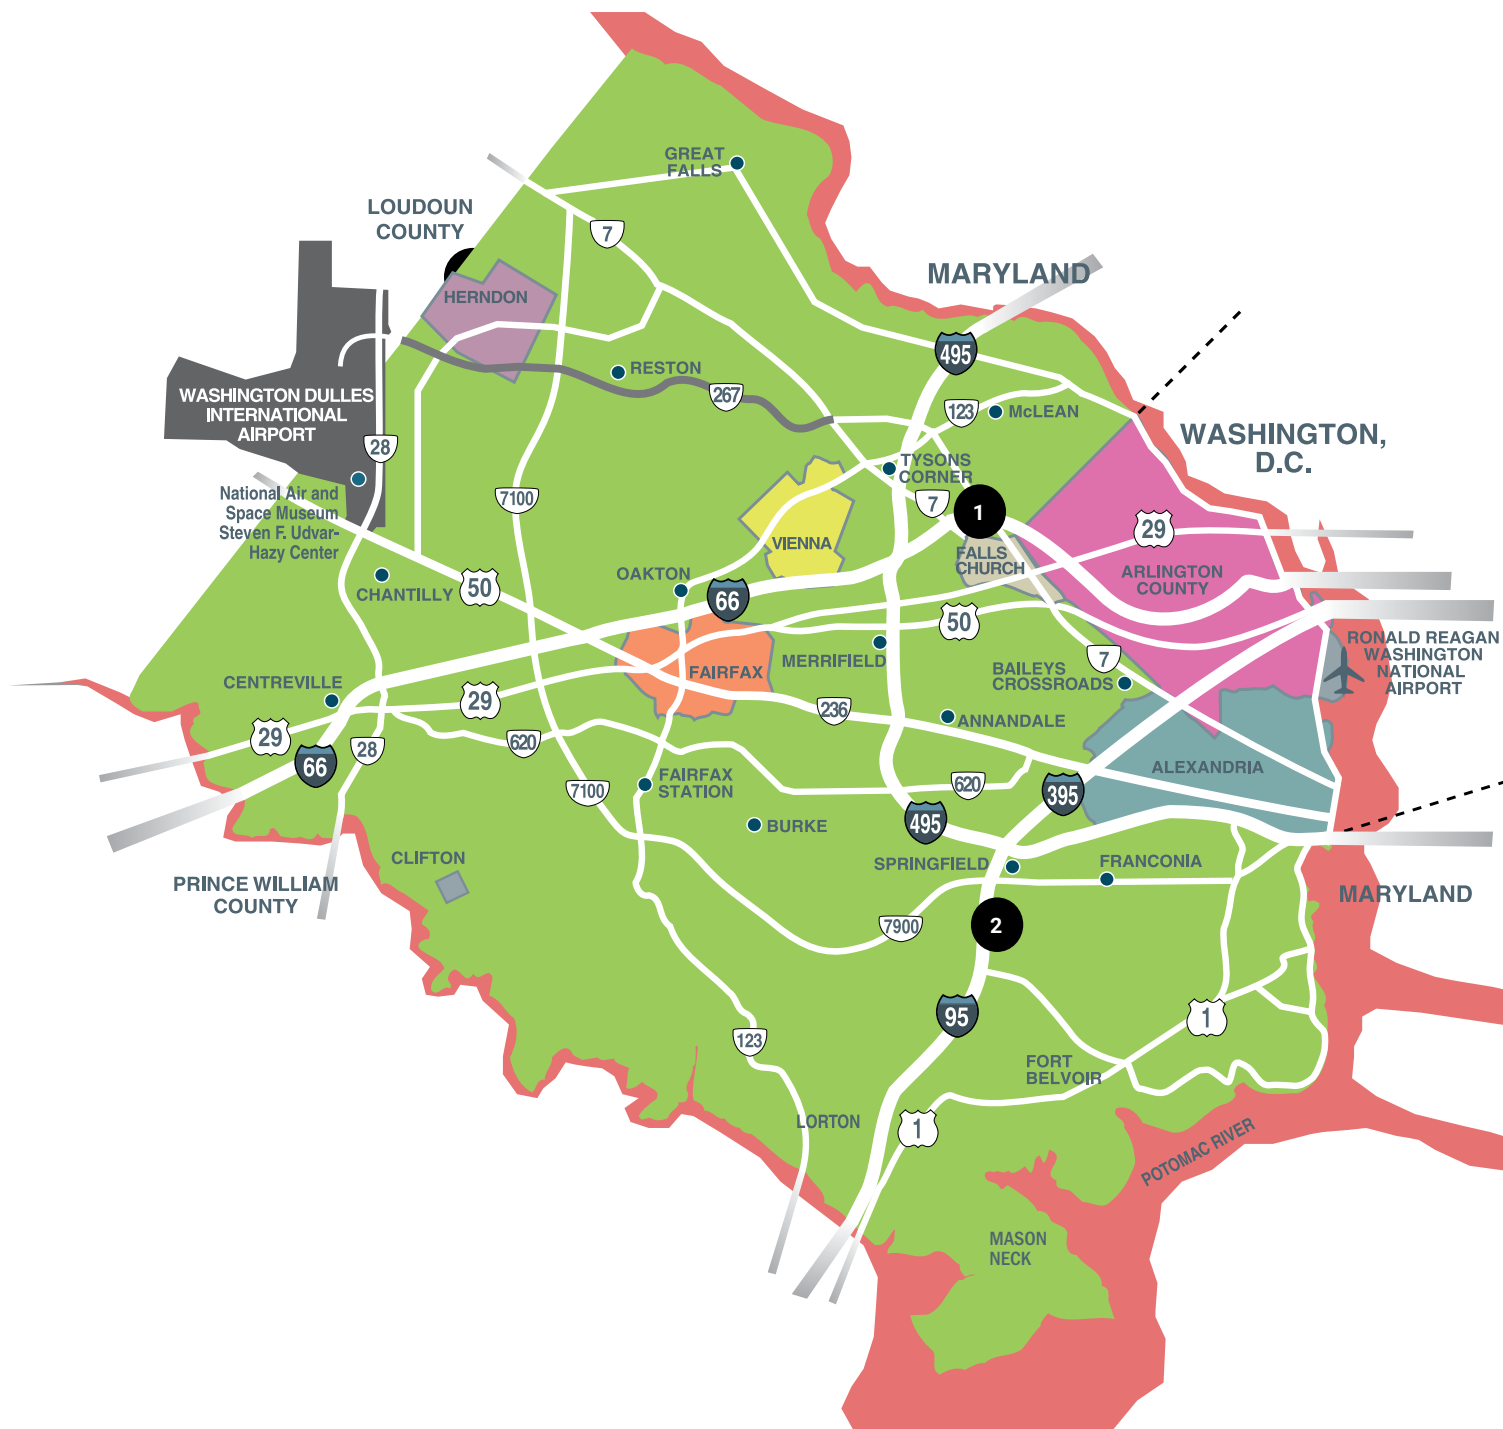 GREAT
FALLS
LOUDOUN
COUNTY
7
MARYLAND
HERNDON
495
RESTON
267
123
McLEAN
WASHINGTON DULLES
INTERNATIONAL
AIRPORT
28
WASHINGTON,
D.C.
TYSONS
CORNER
National Air and
Space Museum
Steven F. Udvar-
Hazy Center
7100
7
1
29
VIENNA
FALLS
CHURCH
OAKTON
CHANTILLY
50
66
ARLINGTON
COUNTY
50
RONALD REAGAN
WASHINGTON
NATIONAL
AIRPORT
MERRIFIELD
7
FAIRFAX
BAILEYS
CROSSROADS
CENTREVILLE
29
236
ANNANDALE
29
620
28
66
ALEXANDRIA
FAIRFAX
STATION
7100
620
395
495
BURKE
CLIFTON
SPRINGFIELD
FRANCONIA
PRINCE WILLIAM
COUNTY
MARYLAND
7900
2
95
1
123
FORT
BELVOIR
LORTON
1
POTOMAC RIVER
MASON
NECK